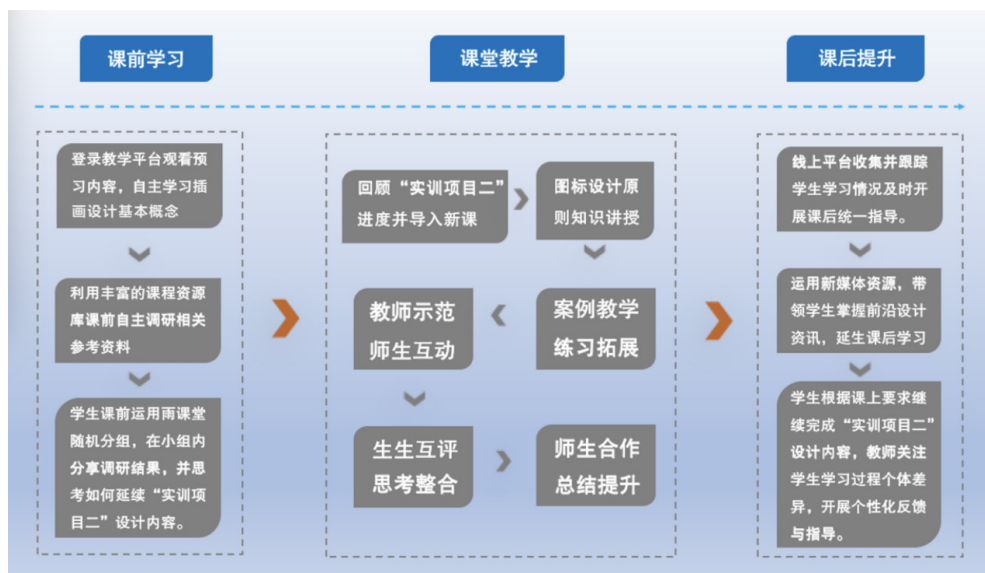 课前学习
课堂教学
课后提升
登录教学平台观看预
习内容，自主学习插
画设计基本概念
利用丰富的课程资源
库课前自主调研相关
参考资料
学生课前运用雨课堂
随机分组，在小组内
分享调研结果，并思
考如何延续“实训项
目二”设计内容。
回顾“实训项目二”
进度并导入新课
图标设计原
则知识讲授
案例教学
练习拓展
教师示范
师生互动
生生互评
思考整合
师生合作
总结提升
线上平台收集并跟踪
学生学习情况及时开
展课后统一指导。
运用新媒体资源，带
领学生掌握前沿设计
资讯，延生课后学习
学生根据课上要求继
续完成“实训项目二”
设计内容，教师关注
学生学习过程个体差
异，开展个性化反馈
与指导。